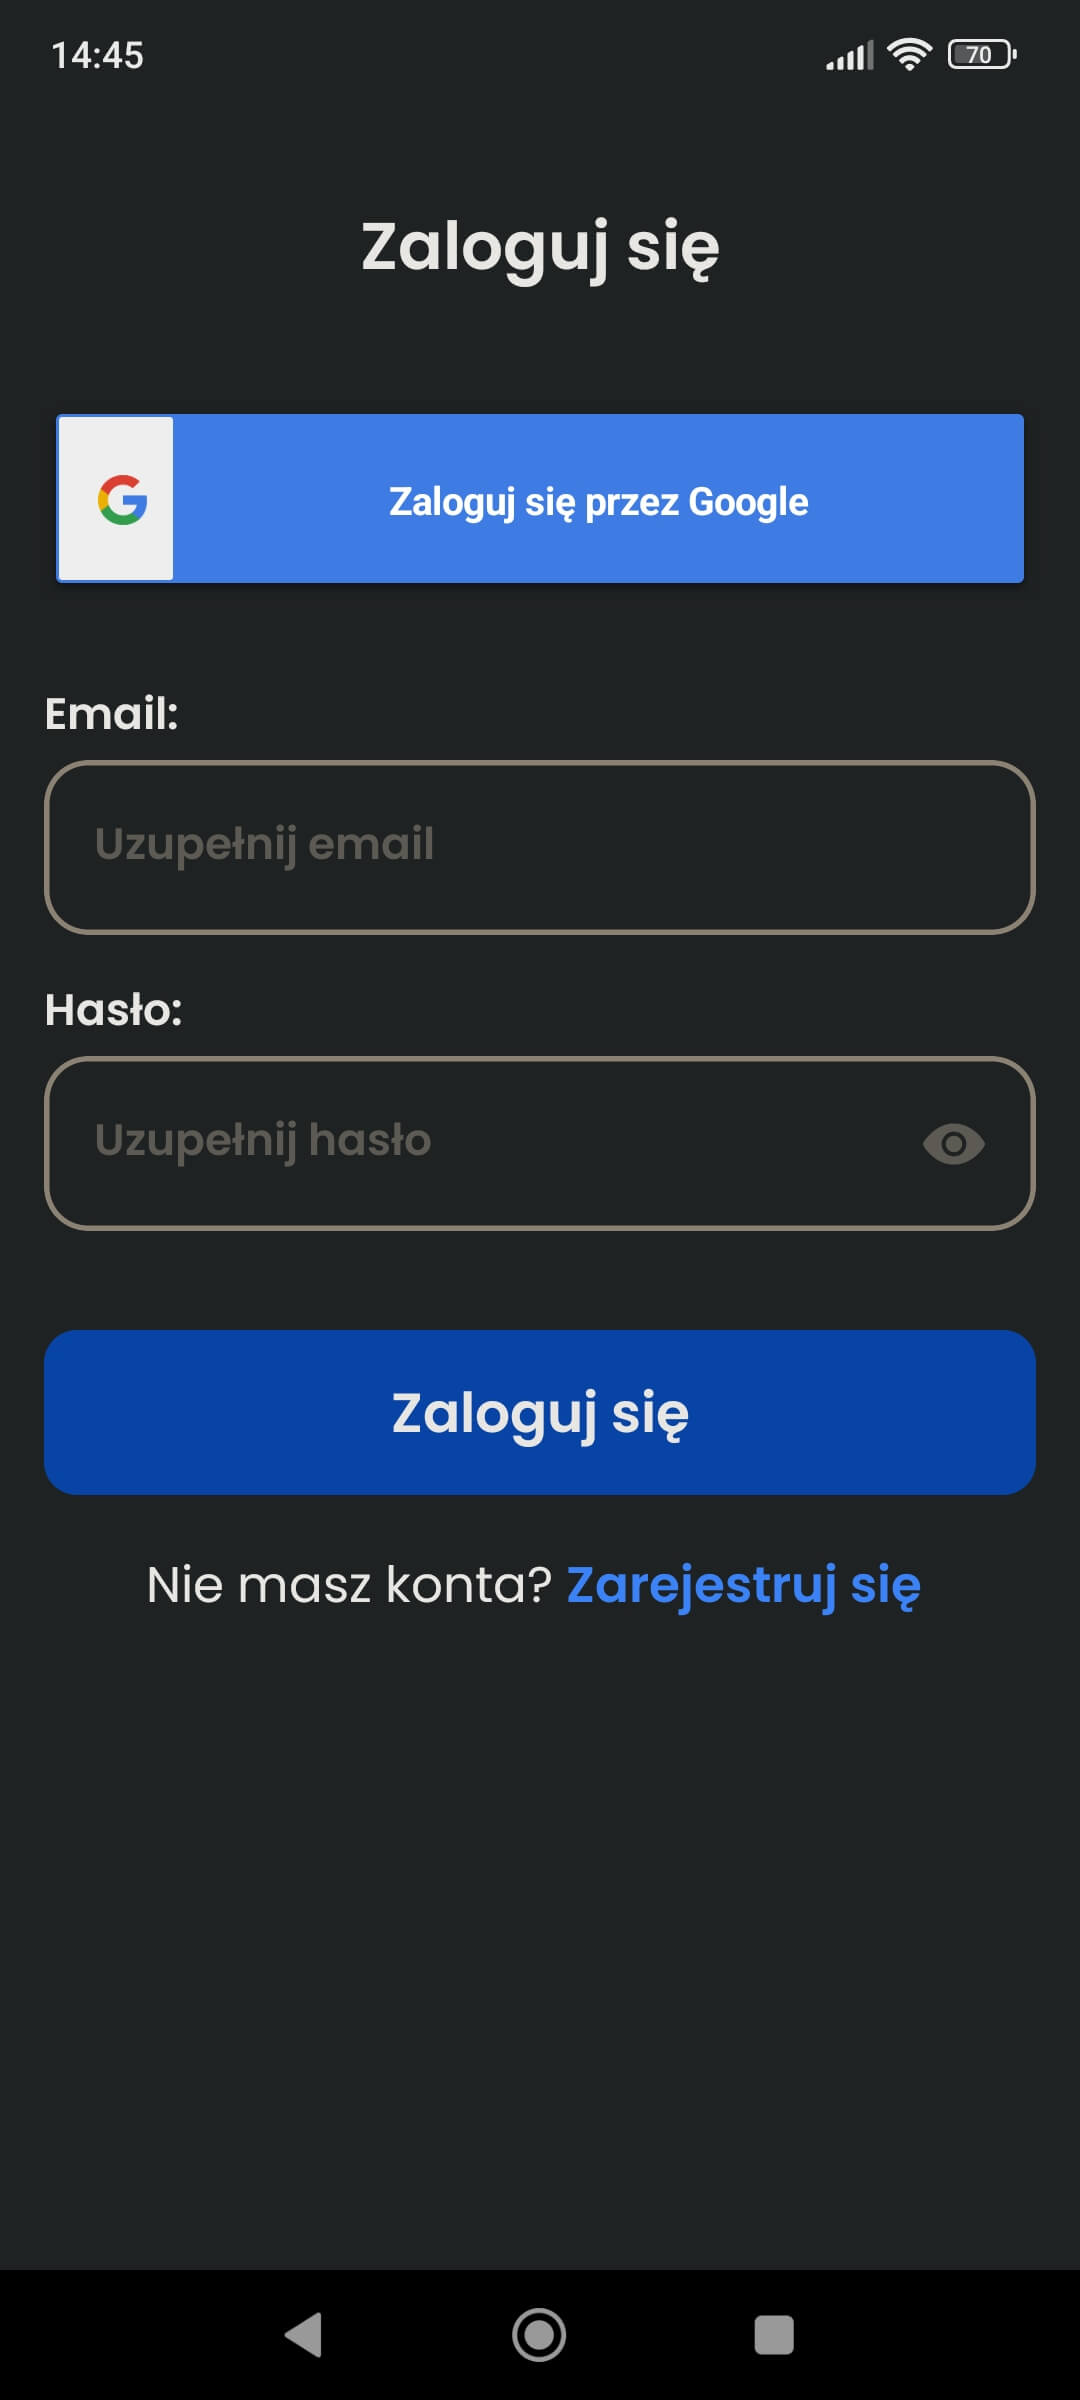 14:45
70
Zaloguj się
Zaloguj się przez Google
Email:
Uzupełnij email
Hasło:
Uzupełnij hasło
Zaloguj się
Nie masz konta? Zarejestruj się